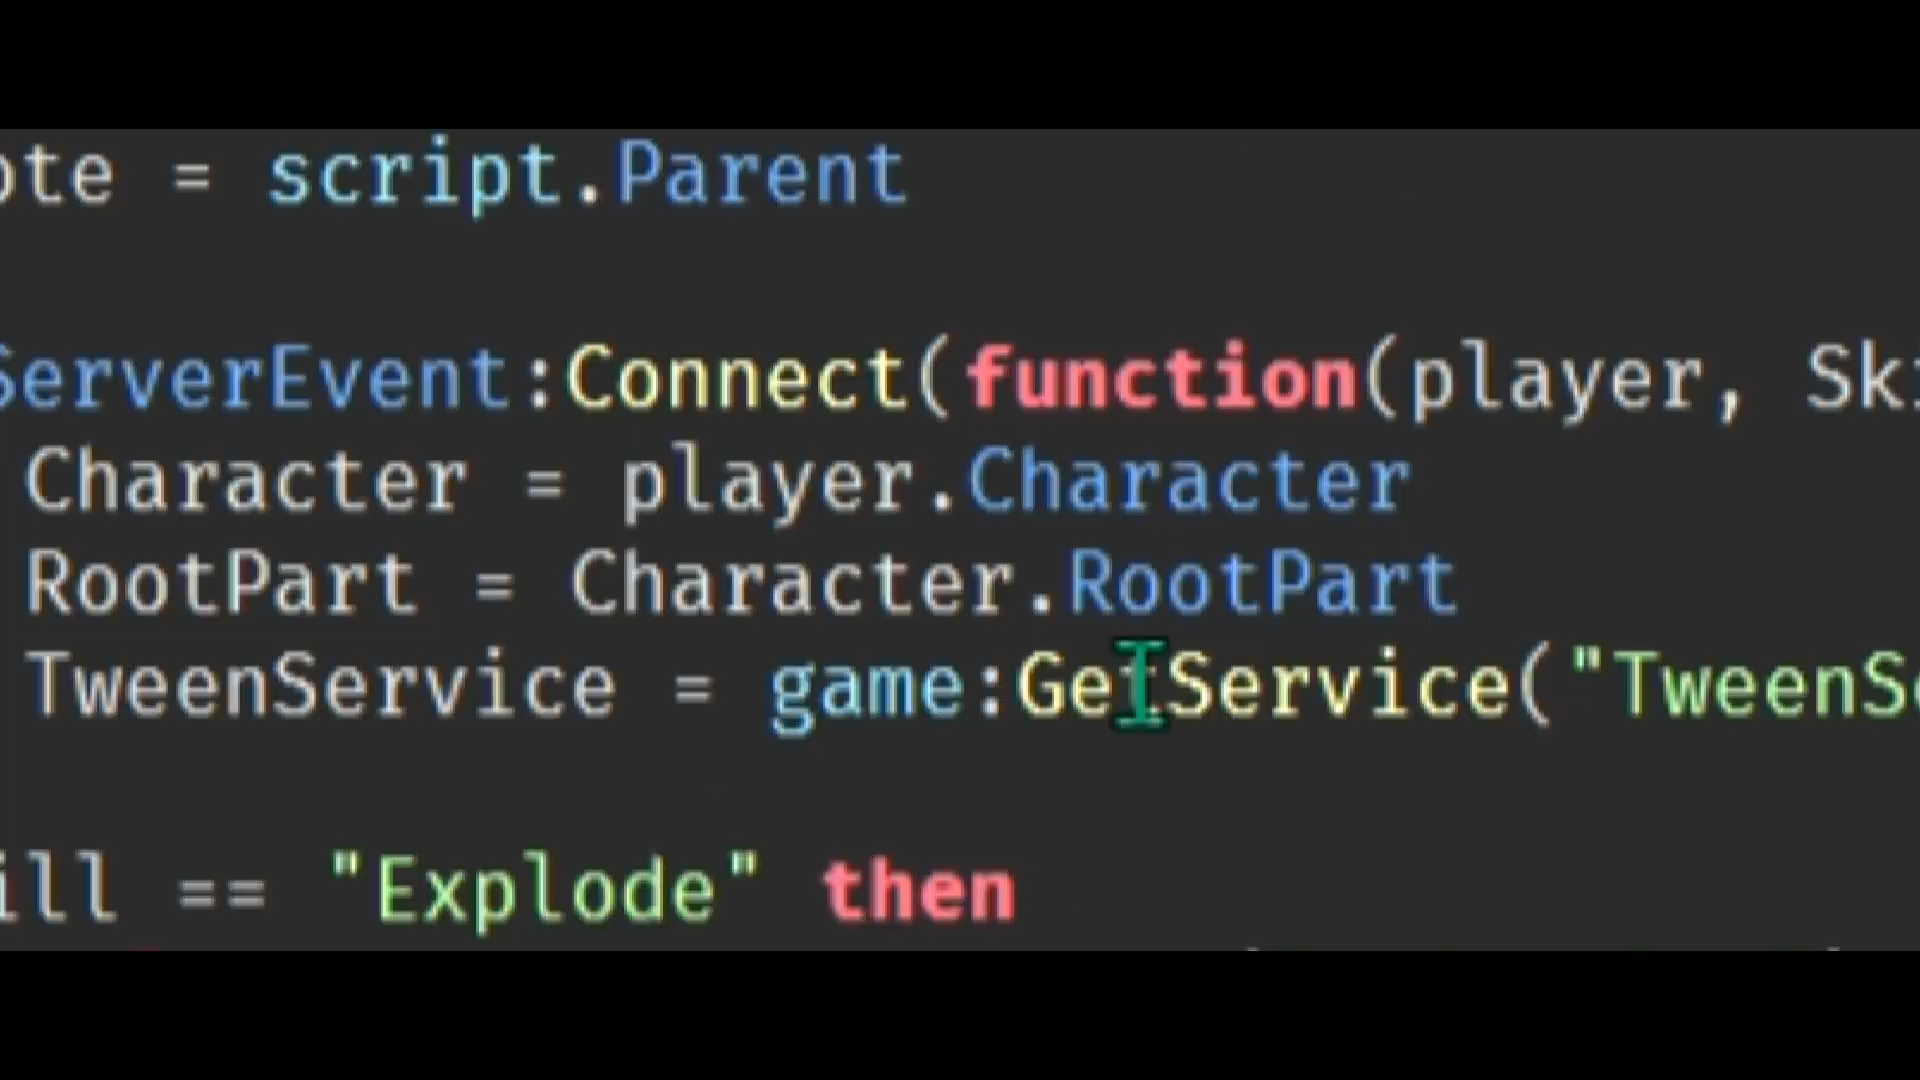 ote = script.Parent
ServerEvent:Connect(function(player, Ski
Character = player.Character
RootPart = Character.RootPart
TweenService = game:GetService("TweenSe
ill == "Explode" then